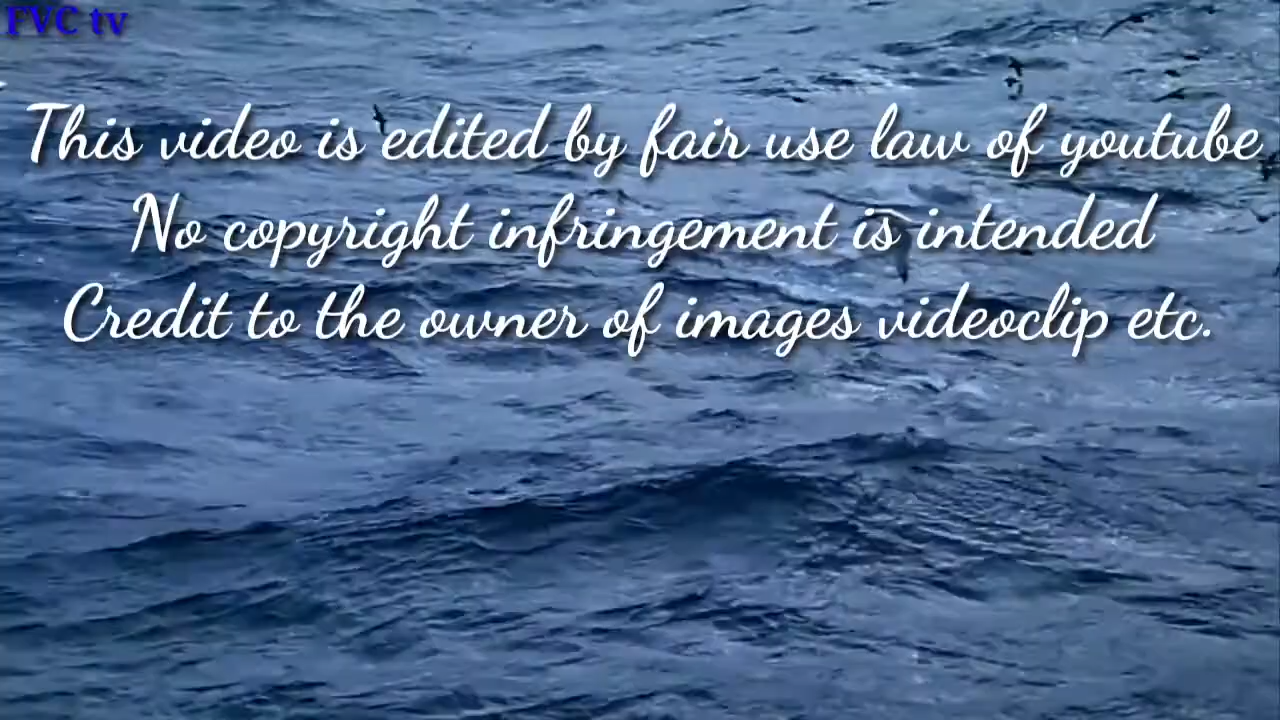 FVC tv
This video is edited by fair use law of youtube
No copyright infringement is intended
Credit to the owner of images videoclip etc.